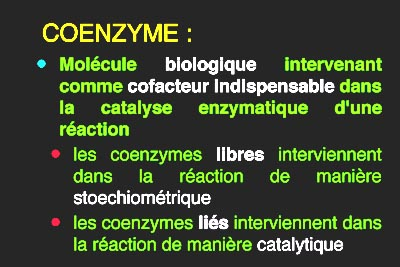 COENZYME :
Molécule biologique intervenant
comme cofacteur indispensable dans
la catalyse enzymatique d'une
réaction
les coenzymes libres interviennent
dans la réaction de manière
stoechiométrique
les coenzymes liés interviennent dans
la réaction de manière catalytique